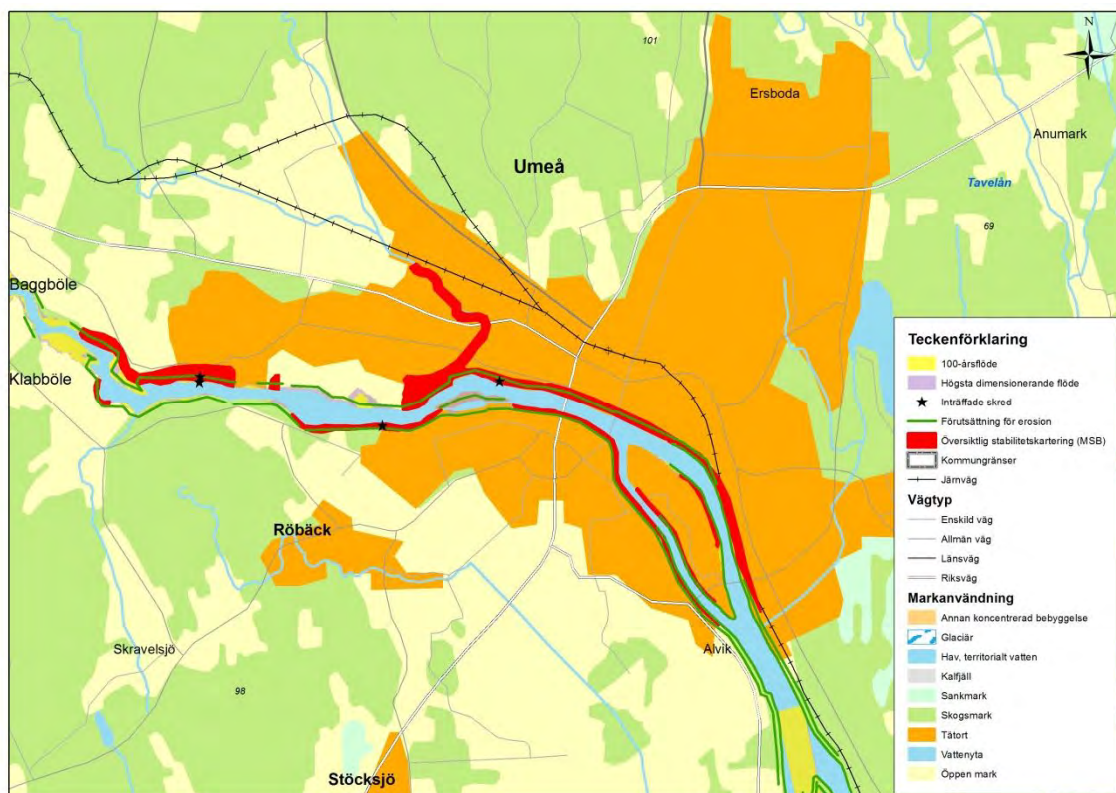 N
101
Ersboda
Anumark
Umeå
Tavelån
69
Baggböle
Klabböle
Röbäck
Skravelsjö
98
Alvik
Stöcksjö
Teckenförklaring
100-årsflöde
Högsta dimensionerande flöde
Inträffade skred
Förutsättning för erosion
Översiktlig stabilitetskartering (MSB)
Kommungränser
Järnväg
Vägtyp
Enskild väg
Allmän väg
Länsväg
Riksväg
Markanvändning
Annan koncentrerad bebyggelse
Glaciär
Hav, territorialt vatten
Kalfjäll
Sankmark
Skogsmark
Tätort
Vattenyta
Öppen mark